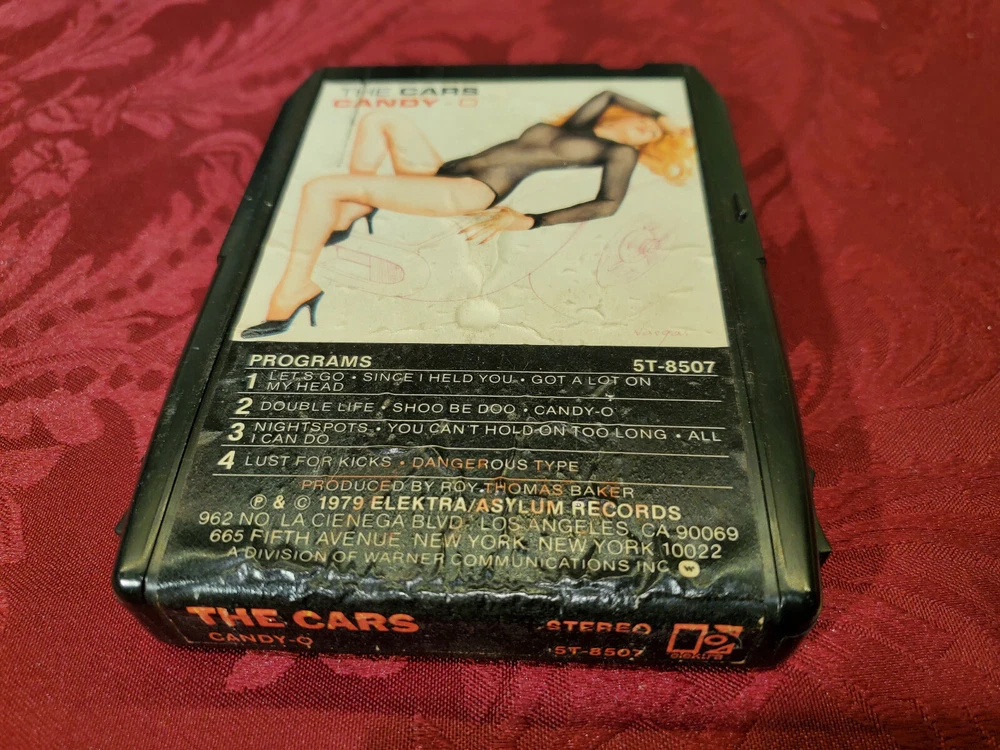 THE CARS
CANDY-O
Vargas
PROGRAMS 5T-8507
1 LET'S GO • SINCE I HELD YOU • GOT A LOT ON
MY HEAD
2 DOUBLE LIFE • SHOO BE DOO • CANDY-O
3 NIGHTSPOTS • YOU CAN'T HOLD ON TOO LONG • ALL
I CAN DO
4 LUST FOR KICKS • DANGEROUS TYPE
PRODUCED BY ROY THOMAS BAKER
℗ & © 1979 ELEKTRA/ASYLUM RECORDS
962 NO. LA CIENEGA BLVD., LOS ANGELES, CA 90069
665 FIFTH AVENUE, NEW YORK, NEW YORK 10022
A DIVISION OF WARNER COMMUNICATIONS INC. W
THE CARS STEREO
CANDY-O 5T-8507
elektra